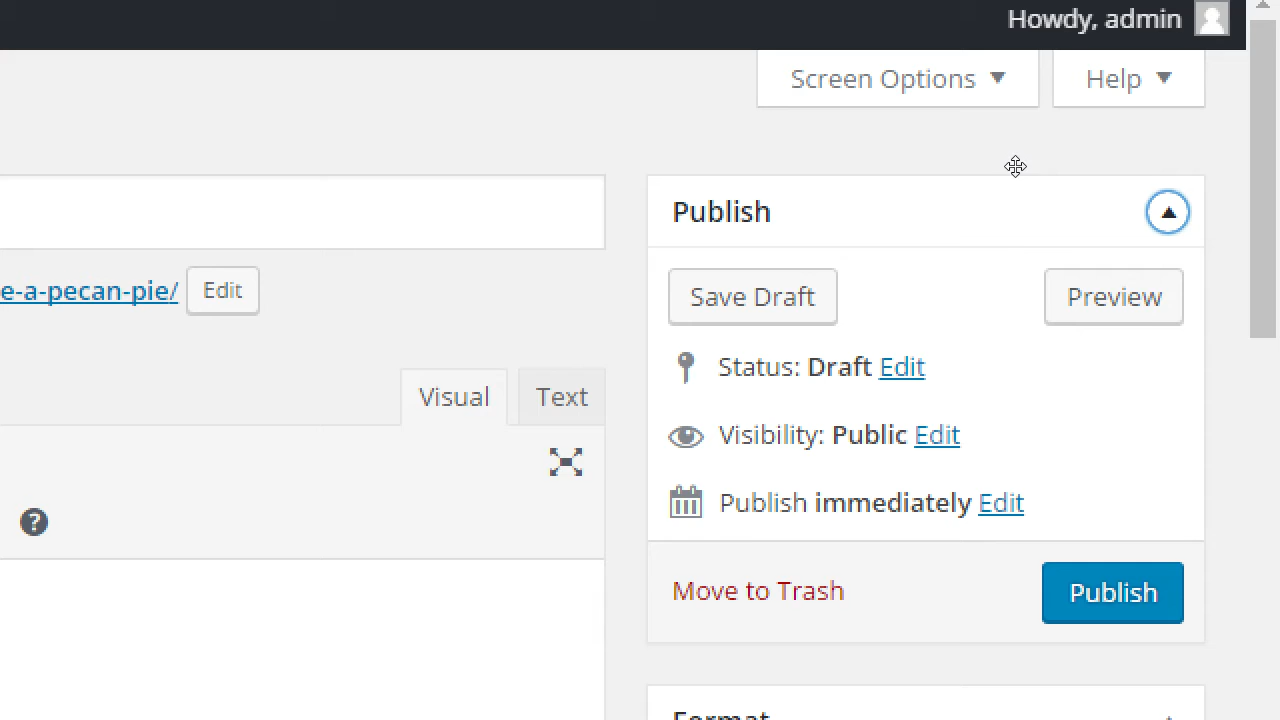 Howdy, admin
Screen Options Help
Publish
e-a-pecan-pie/ Edit
Save Draft Preview
Status: Draft Edit
Visual Text
Visibility: Public Edit
Publish immediately Edit
Move to Trash Publish
Format